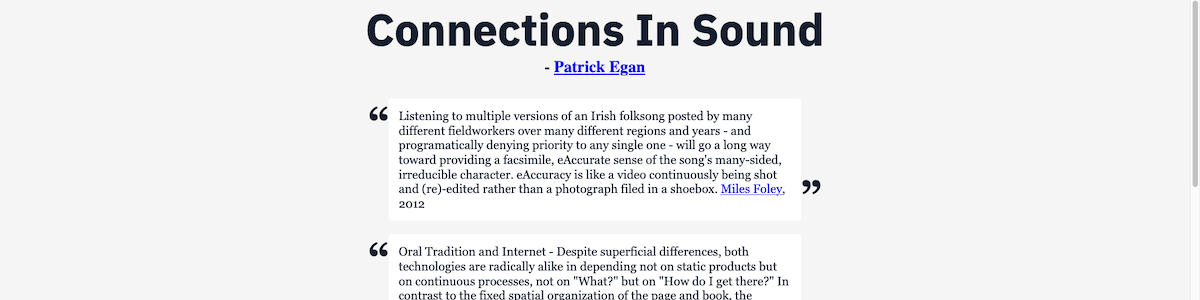 Connections In Sound
- Patrick Egan
“ Listening to multiple versions of an Irish folksong posted by many
different fieldworkers over many different regions and years - and
programatically denying priority to any single one - will go a long way
toward providing a facsimile, eAccurate sense of the song's many-sided,
irreducible character. eAccuracy is like a video continuously being shot
and (re)-edited rather than a photograph filed in a shoebox. Miles Foley, ”
2012
“ Oral Tradition and Internet - Despite superficial differences, both
technologies are radically alike in depending not on static products but
on continuous processes, not on "What?" but on "How do I get there?" In
contrast to the fixed spatial organization of the page and book, the